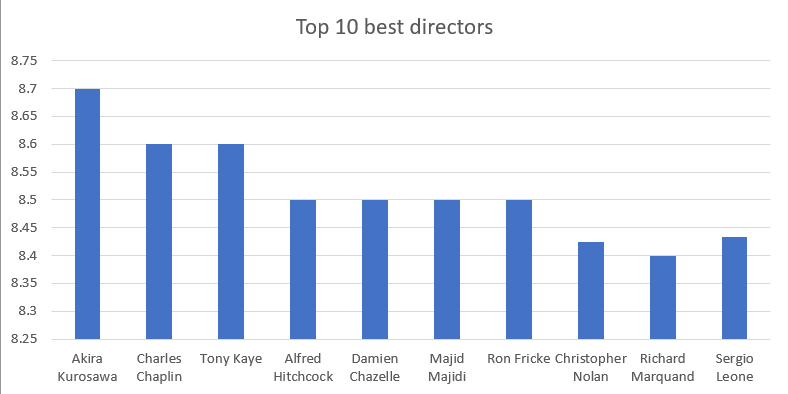 Top 10 best directors
8.75
8.7
8.65
8.6
8.55
8.5
8.45
8.4
8.35
8.3
8.25
Akira Kurosawa
Charles Chaplin
Tony Kaye
Alfred Hitchcock
Damien Chazelle
Majid Majidi
Ron Fricke
Christopher Nolan
Richard Marquand
Sergio Leone